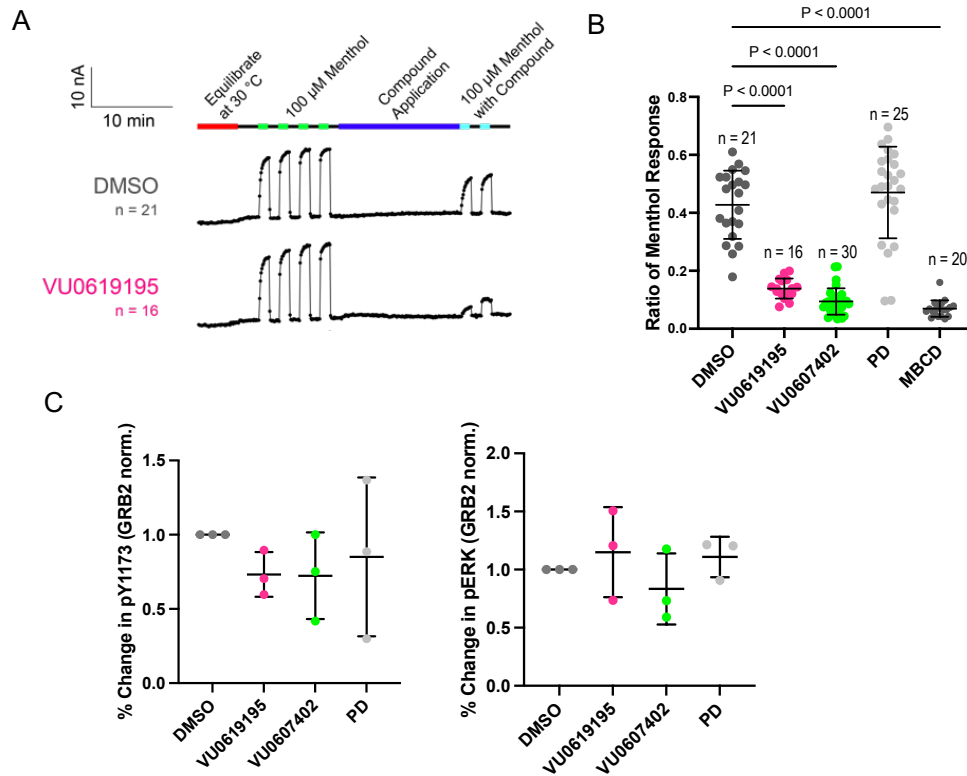 A
10 nA
10 min
Equilibrate
at 30 °C
100 µM Menthol
Compound
Application
100 µM Menthol
with Compound
DMSO
n = 21
VU0619195
n = 16
B
P < 0.0001
P < 0.0001
P < 0.0001
Ratio of Menthol Response
0.8
0.6
0.4
0.2
0.0
n = 21
n = 16
n = 30
n = 25
n = 20
DMSO
VU0619195
VU0607402
PD
MBCD
C
% Change in pY1173 (GRB2 norm.)
1.5
1.0
0.5
0.0
DMSO
VU0619195
VU0607402
PD
% Change in pERK (GRB2 norm.)
2.0
1.5
1.0
0.5
0.0
DMSO
VU0619195
VU0607402
PD